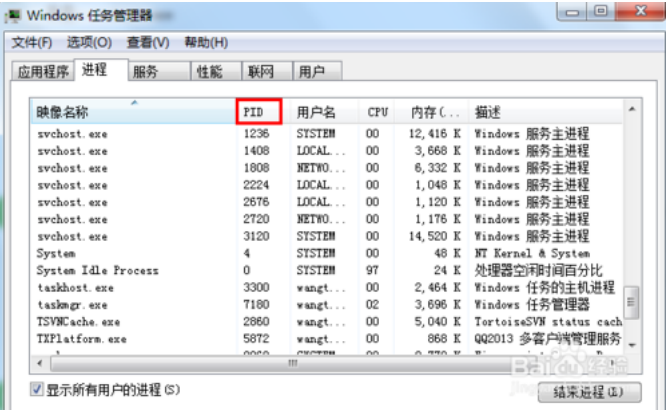 Windows 任务管理器
文件(F) 选项(O) 查看(V) 帮助(H)
应用程序 进程 服务 性能 联网 用户
映像名称 PID 用户名 CPU 内存(... 描述
svchost.exe 1236 SYSTEM 00 12,416 K Windows 服务主进程
svchost.exe 1408 LOCAL... 00 3,668 K Windows 服务主进程
svchost.exe 1808 NETWO... 00 6,332 K Windows 服务主进程
svchost.exe 2224 LOCAL... 00 1,048 K Windows 服务主进程
svchost.exe 2676 LOCAL... 00 1,120 K Windows 服务主进程
svchost.exe 2720 NETWO... 00 1,176 K Windows 服务主进程
svchost.exe 3120 SYSTEM 00 14,520 K Windows 服务主进程
System 4 SYSTEM 00 48 K NT Kernel & System
System Idle Process 0 SYSTEM 97 24 K 处理器空闲时间百分比
taskhost.exe 3300 wangt... 00 2,464 K Windows 任务的主机进程
taskmgr.exe 7180 wangt... 02 3,696 K Windows 任务管理器
TSVNCache.exe 2860 wangt... 00 5,040 K TortoiseSVN status cach
TXPlatform.exe 5872 wangt... 00 868 K QQ2013 多客户端管理服务
Baidu 经验
显示所有用户的进程(S) 结束进程(E)